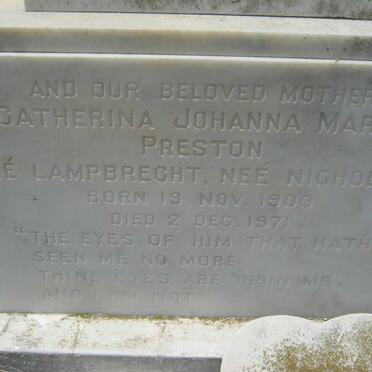 AND OUR BELOVED MOTHER
CATHERINA JOHANNA MAR
PRESTON
É LAMPBRECHT, NEÉ NICHOL
BORN 19 NOV. 1900
DIED 2 DEC. 1971
"THE EYES OF HIM THAT HATH
SEEN ME NO MORE
THINE EYES ARE UPON ME
AND I AM NOT"